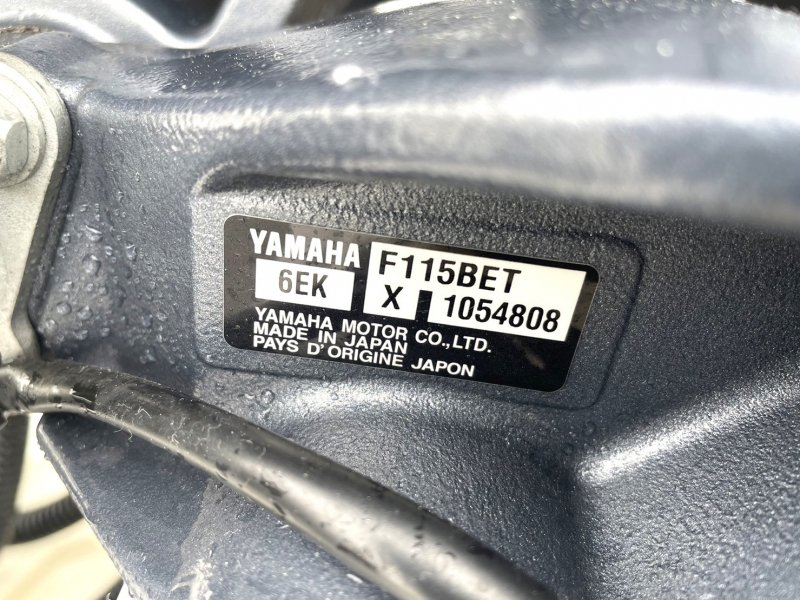 YAMAHA F115BET
6EK X 1054808
YAMAHA MOTOR CO.,LTD.
MADE IN JAPAN
PAYS D'ORIGINE JAPON